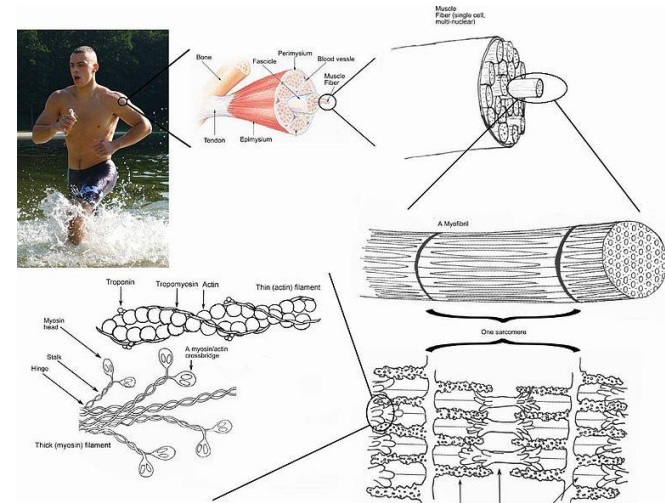 Muscle
Fiber (single cell,
multi-nuclear)
Perimysium
Blood vessle
Fascicle
Muscle
Fiber
Bone
Tendon
Epimysium
A Myofibril
One sarcomere
Troponin
Tropomyosin
Actin
Thin (actin) filament
Myosin
head
Stalk
Hinge
A myosin/actin
crossbridge
Thick (myosin) filament